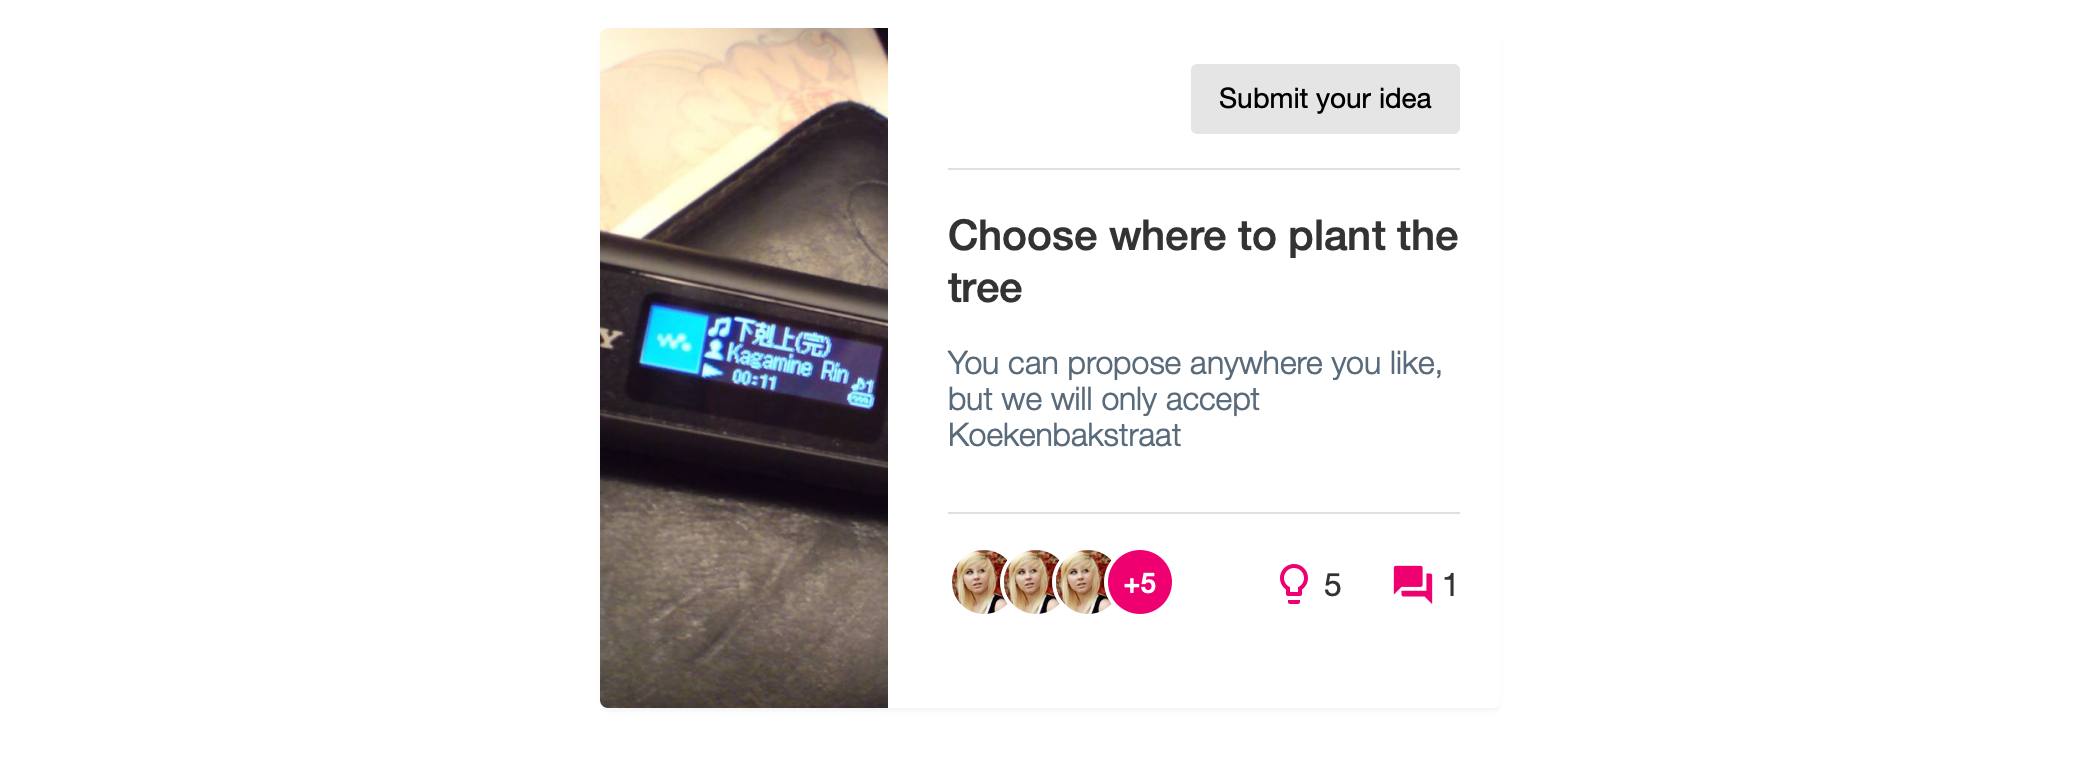 Submit your idea
Choose where to plant the
tree
You can propose anywhere you like,
but we will only accept
Koekenbakstraat
+5
5
1
Y
下剋上(完)
Kagamine Rin
♪1
00:11